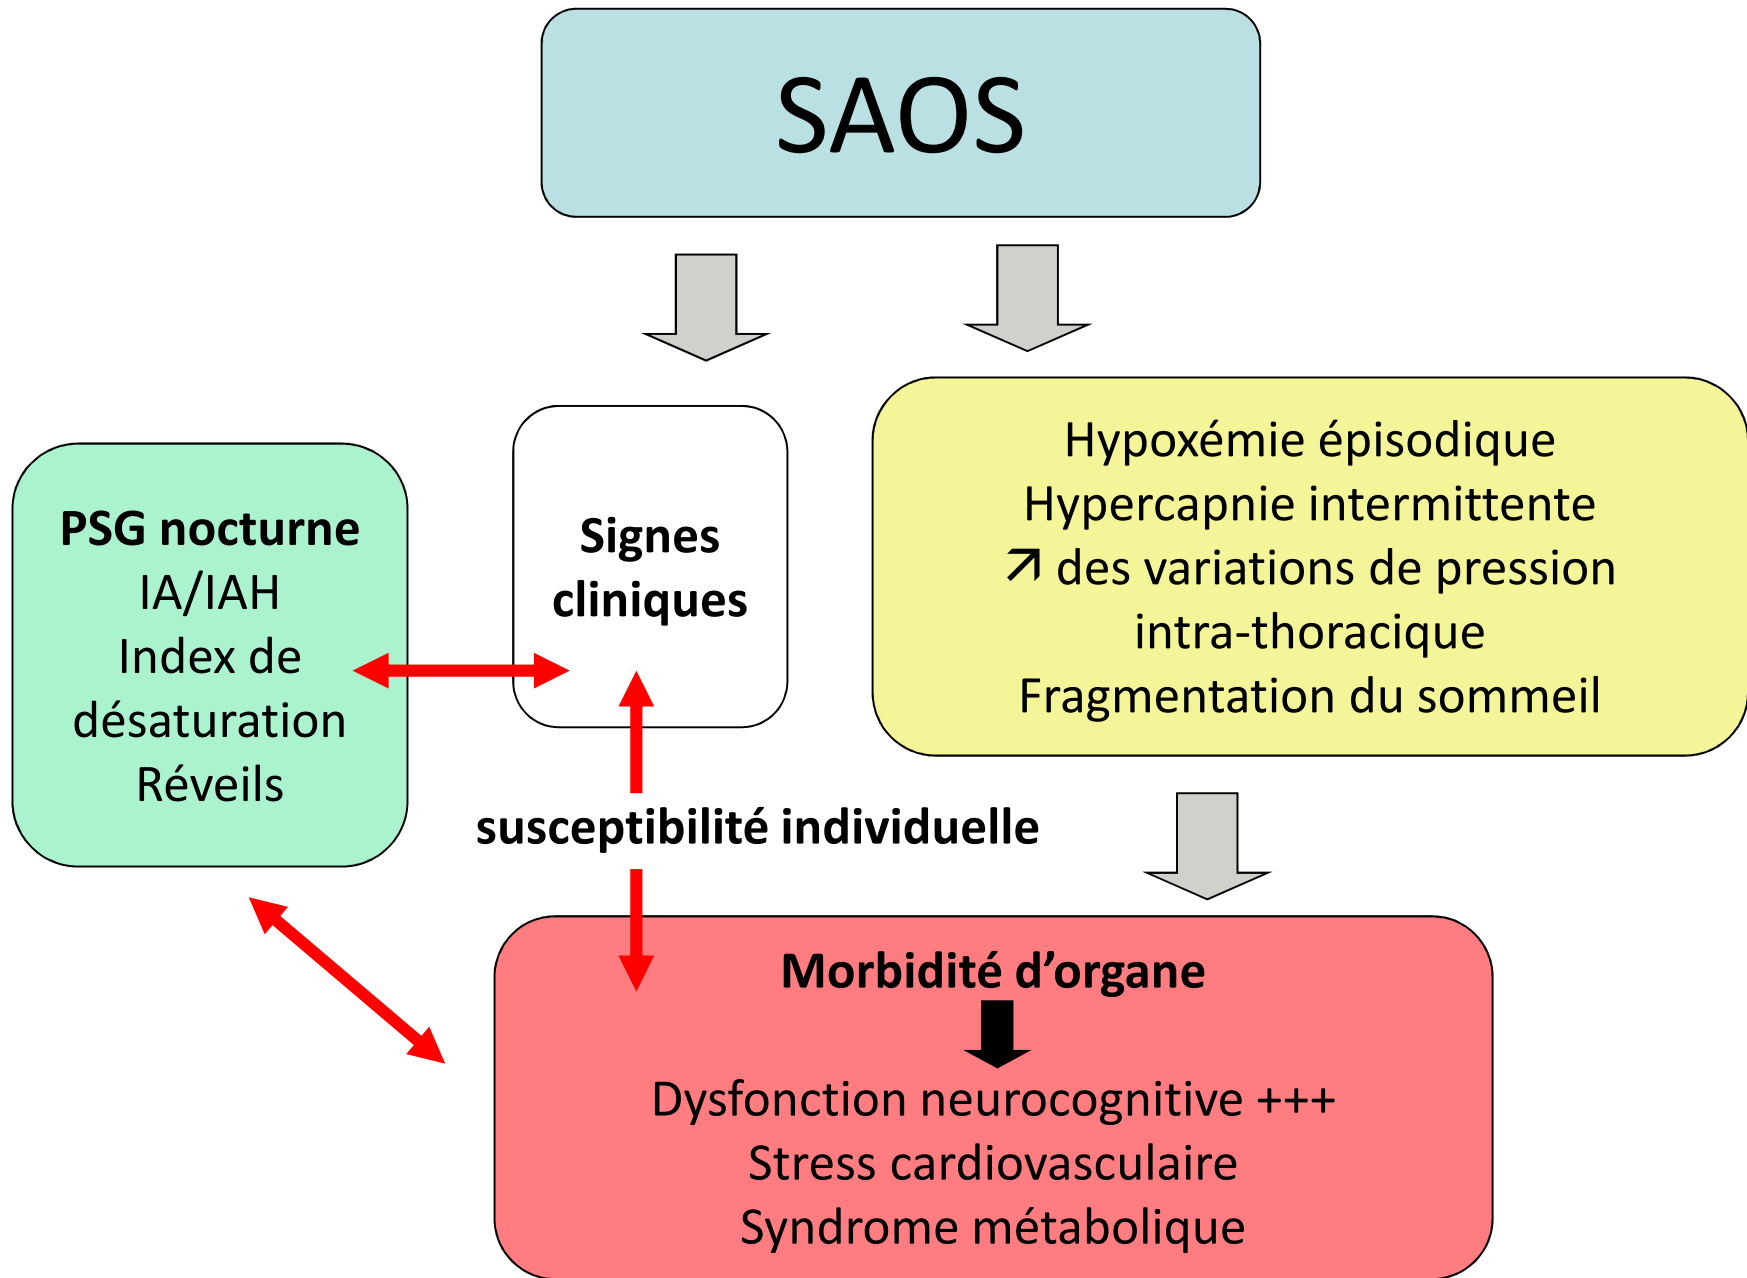 SAOS
PSG nocturne
IA/IAH
Index de
désaturation
Réveils
Signes
cliniques
Hypoxémie épisodique
Hypercapnie intermittente
↗ des variations de pression
intra-thoracique
Fragmentation du sommeil
susceptibilité individuelle
Morbidité d’organe
Dysfonction neurocognitive +++
Stress cardiovasculaire
Syndrome métabolique